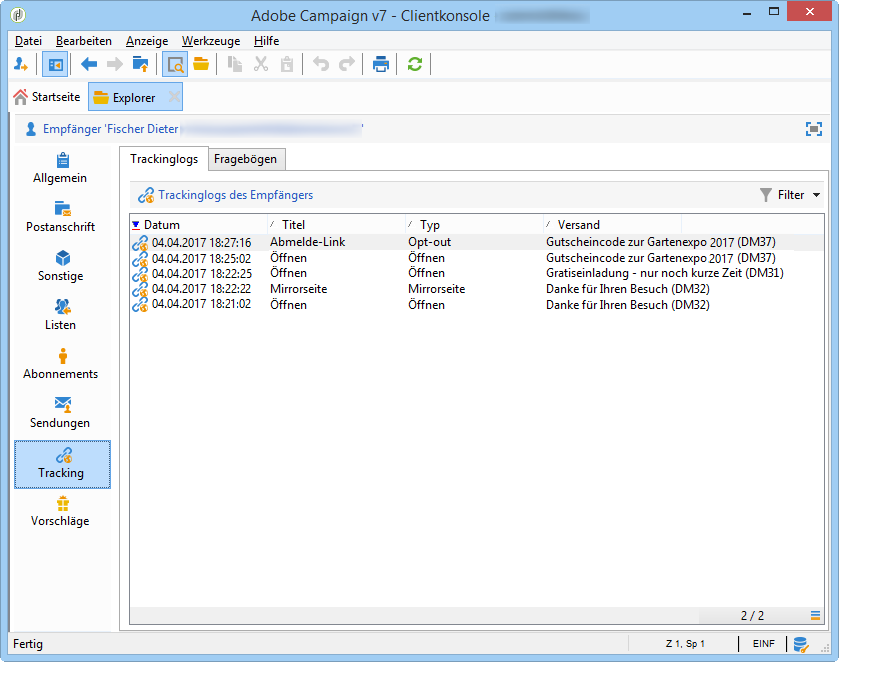 Adobe Campaign v7 - Clientkonsole
Datei Bearbeiten Anzeige Werkzeuge Hilfe
Startseite Explorer
Empfänger 'Fischer Dieter '
Allgemein
Postanschrift
Sonstige
Listen
Abonnements
Sendungen
Tracking
Vorschläge
Trackinglogs Fragebögen
Trackinglogs des Empfängers Filter
Datum Titel Typ Versand
04.04.2017 18:27:16 Abmelde-Link Opt-out Gutscheincode zur Gartenexpo 2017 (DM37)
04.04.2017 18:25:02 Öffnen Öffnen Gutscheincode zur Gartenexpo 2017 (DM37)
04.04.2017 18:22:25 Öffnen Öffnen Gratiseinladung - nur noch kurze Zeit (DM31)
04.04.2017 18:22:22 Mirrorseite Mirrorseite Danke für Ihren Besuch (DM32)
04.04.2017 18:21:02 Öffnen Öffnen Danke für Ihren Besuch (DM32)
2 / 2
Fertig Z 1, Sp 1 EINF